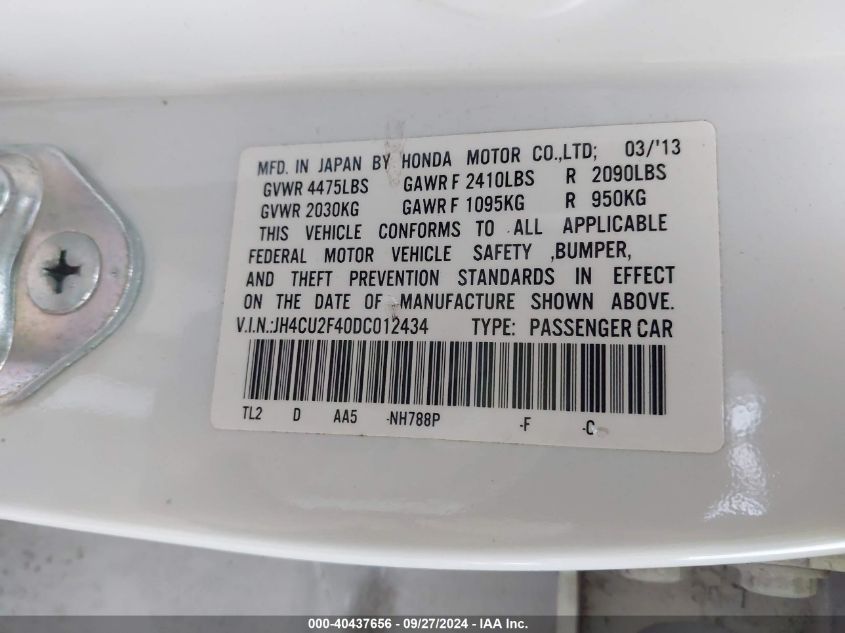 MFD. IN JAPAN BY HONDA MOTOR CO.,LTD; 03/'13
GVWR 4475LBS GAWR F 2410LBS R 2090LBS
GVWR 2030KG GAWR F 1095KG R 950KG
THIS VEHICLE CONFORMS TO ALL APPLICABLE
FEDERAL MOTOR VEHICLE SAFETY ,BUMPER,
AND THEFT PREVENTION STANDARDS IN EFFECT
ON THE DATE OF MANUFACTURE SHOWN ABOVE.
V.I.N.:JH4CU2F40DC012434 TYPE: PASSENGER CAR
TL2 D AA5 -NH788P -F -C
000-40437656 / 09/27/2024 - IAA Inc.